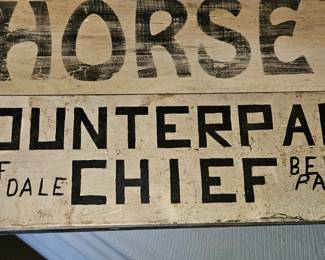 HORSE
OUNTERPA
F
DALE CHIEF BE
PA